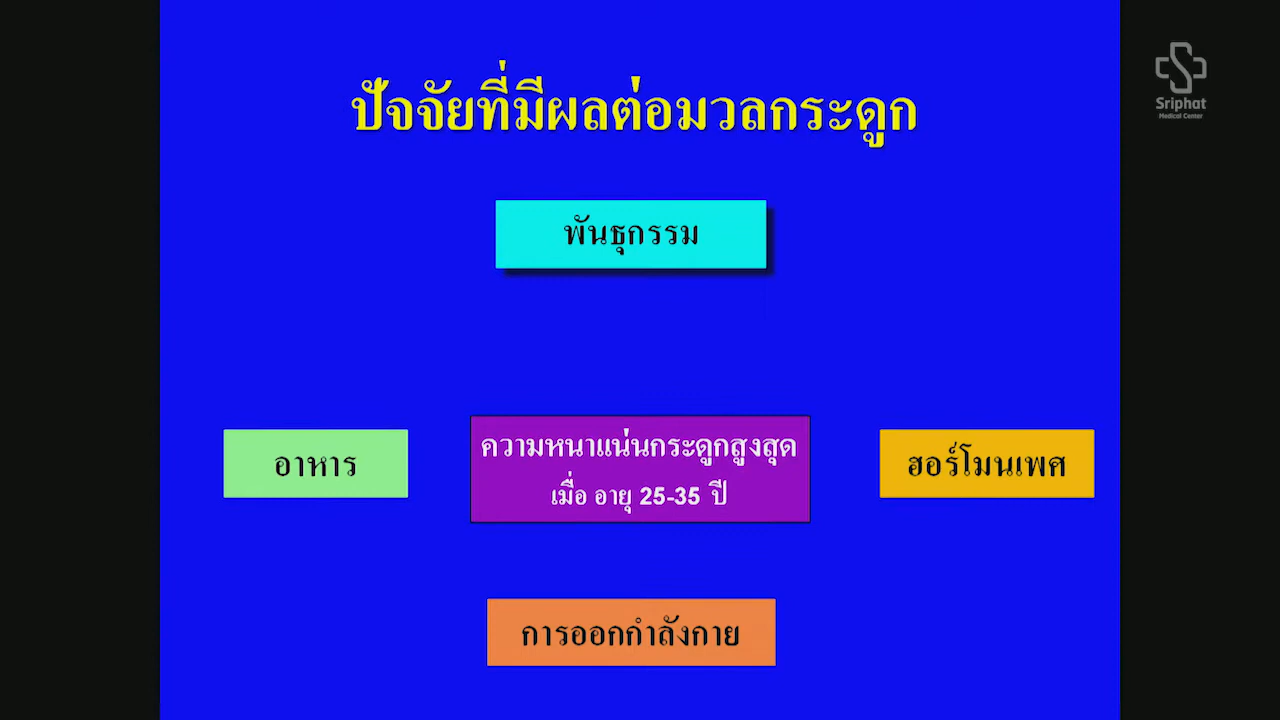 Sriphat
Medical Center
ปัจจัยที่มีผลต่อมวลกระดูก
พันธุกรรม
อาหาร
ความหนาแน่นกระดูกสูงสุด
เมื่อ อายุ 25-35 ปี
ฮอร์โมนเพศ
การออกกำลังกาย